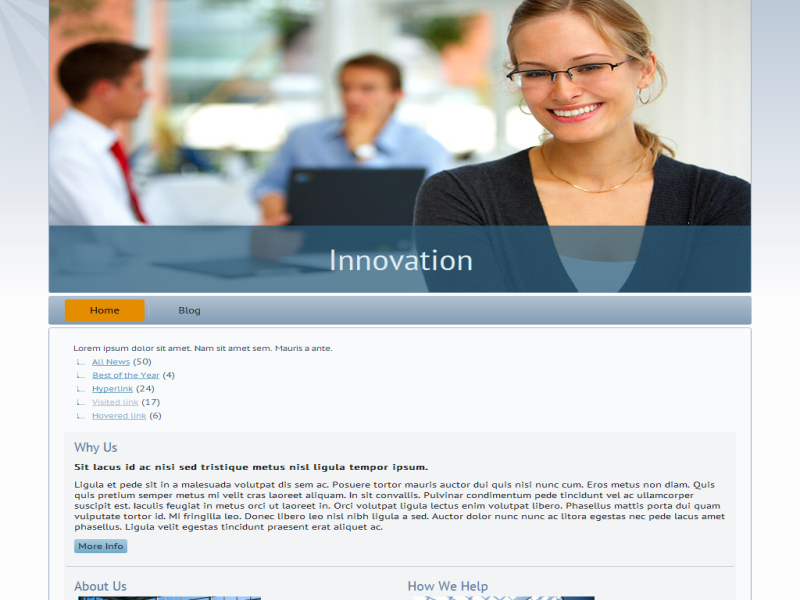 Innovation
Home Blog
Lorem ipsum dolor sit amet. Nam sit amet sem. Mauris a ante.
All News (50)
Best of the Year (4)
Hyperlink (24)
Visited link (17)
Hovered link (6)
Why Us
Sit lacus id ac nisi sed tristique metus nisl ligula tempor ipsum.
Ligula et pede sit in a malesuada volutpat dis sem ac. Posuere tortor mauris auctor dui quis nisi nunc cum. Eros metus non diam. Quis
quis pretium semper metus mi velit cras laoreet aliquam. In sit convallis. Pulvinar condimentum pede tincidunt vel ac ullamcorper
suscipit est. Iaculis feugiat in metus orci ut laoreet in. Orci volutpat ligula lectus enim volutpat libero. Phasellus mattis porta dui quam
vulputate tortor id. Mi fringilla leo. Donec libero leo nisl nibh ligula a sed. Auctor dolor nunc nunc ac litora egestas nec pede lacus amet
phasellus. Ligula velit egestas tincidunt praesent erat aliquet ac.
More Info
About Us How We Help